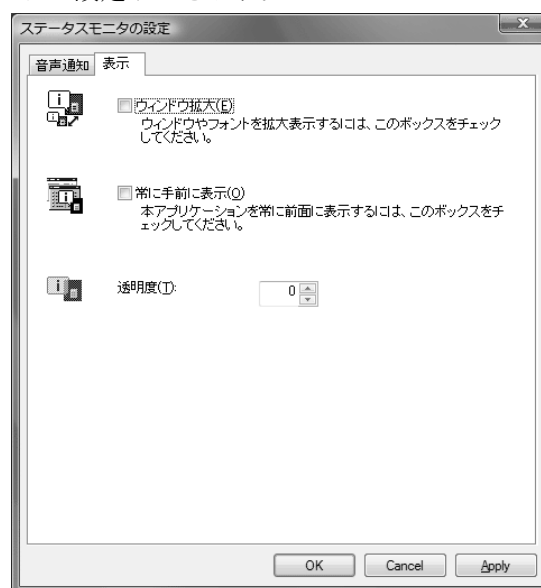 ステータスモニタの設定
音声通知 表示
ウィンドウ拡大(E)
ウィンドウやフォントを拡大表示するには、このボックスをチェック
してください。
常に手前に表示(O)
本アプリケーションを常に前面に表示するには、このボックスをチ
ェックしてください。
透明度(T): 0
OK Cancel Apply